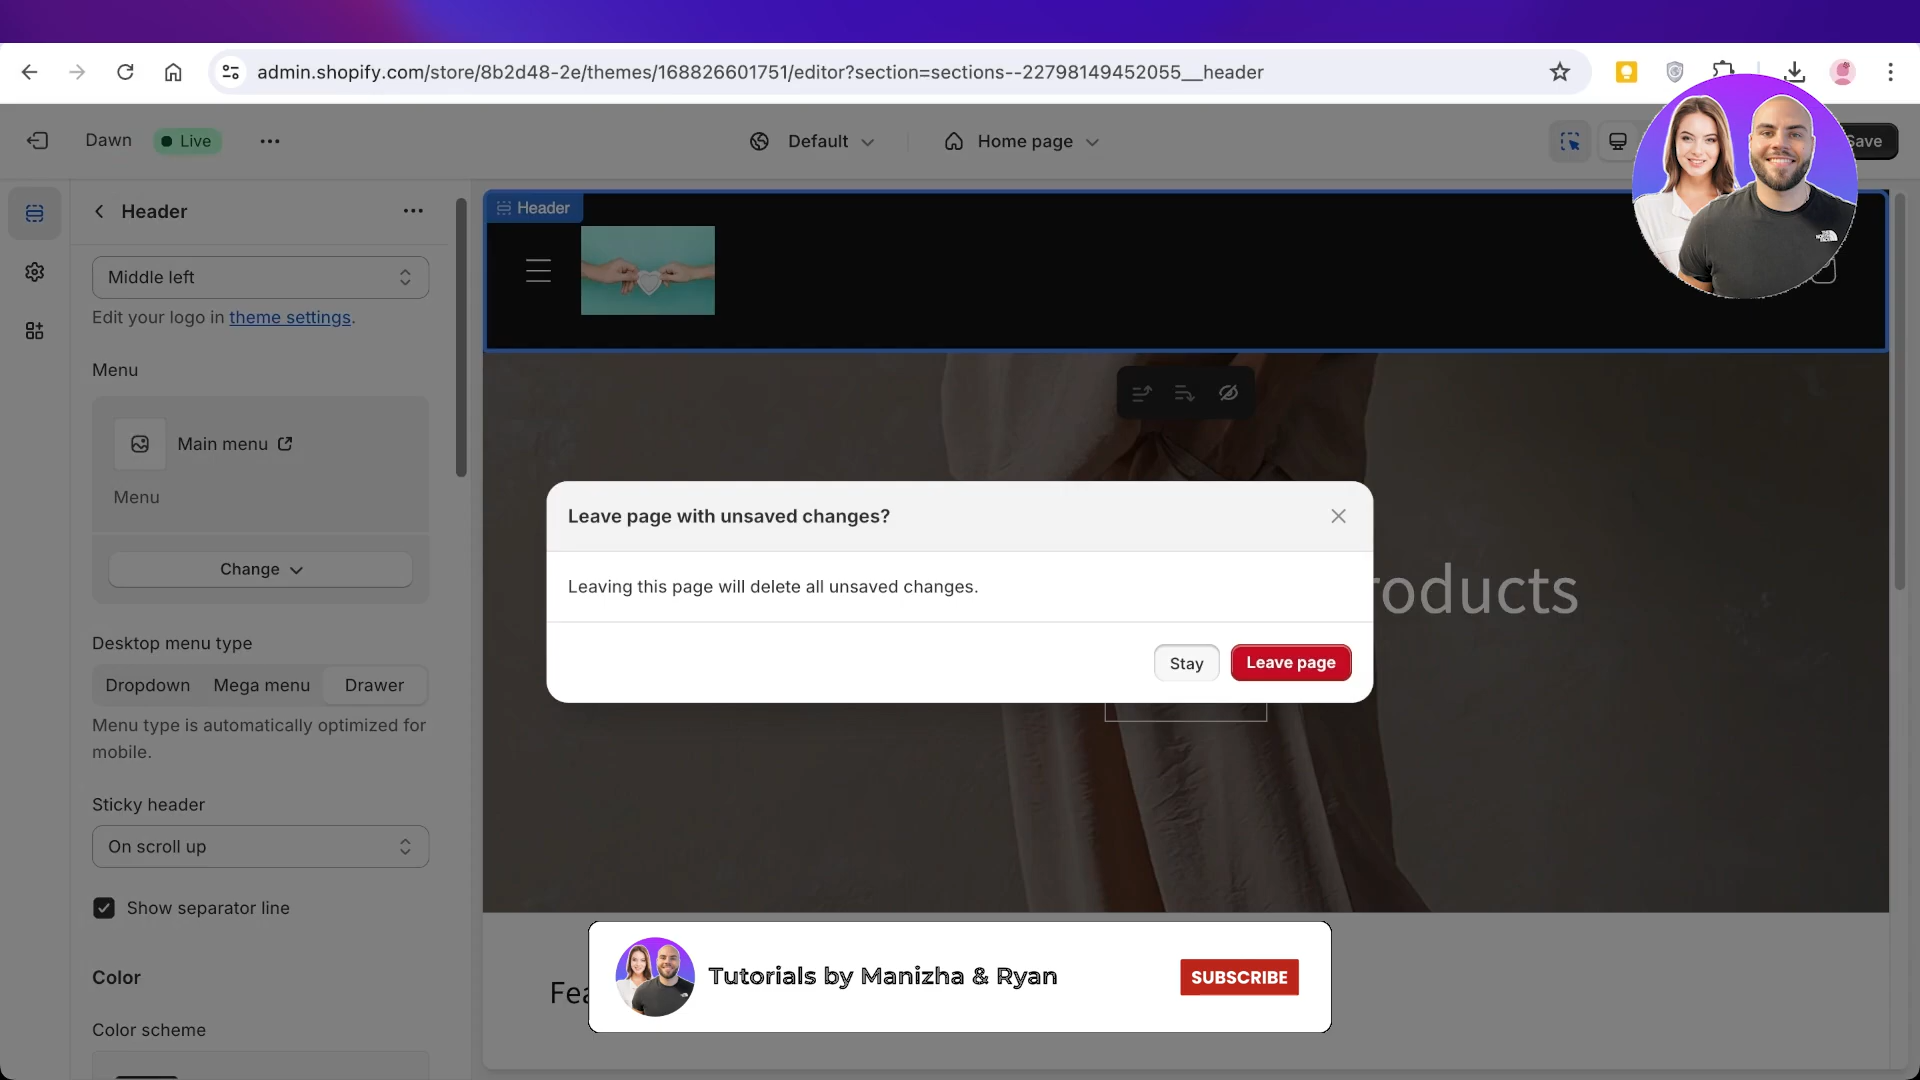 admin.shopify.com/store/8b2d48-2e/themes/168826601751/editor?section=sections--22798149452055__header
Dawn
Live
Default
Home page
Save
Header
Middle left
Edit your logo in theme settings.
Menu
Main menu
Menu
Change
Desktop menu type
Dropdown Mega menu Drawer
Menu type is automatically optimized for
mobile.
Sticky header
On scroll up
Show separator line
Color
Color scheme
Header
THE NORTH FACE
Leave page with unsaved changes?
Leaving this page will delete all unsaved changes.
Stay
Leave page
roducts
Fea
Tutorials by Manizha & Ryan
SUBSCRIBE